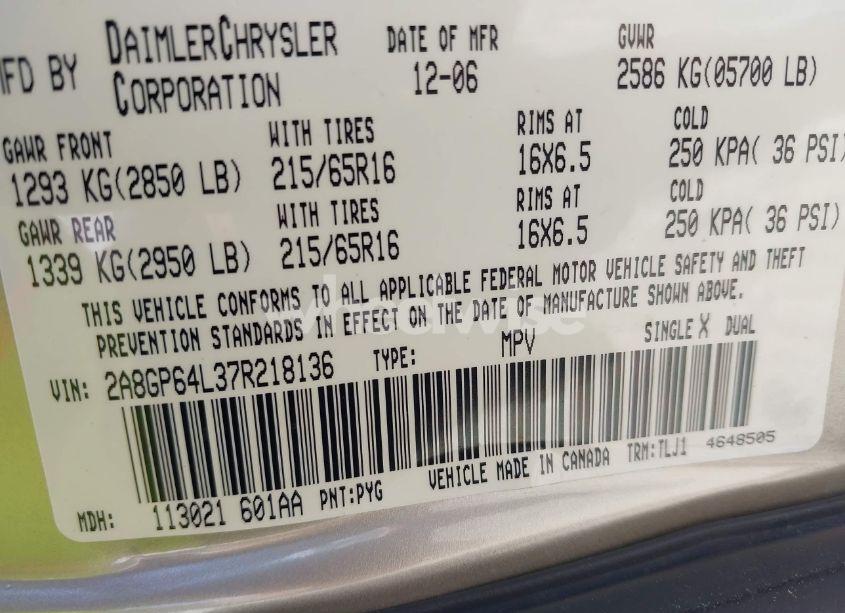 MFD BY DAIMLERCHRYSLER CORPORATION DATE OF MFR 12-06 GVWR 2586 KG(05700 LB)
GAWR FRONT WITH TIRES RIMS AT COLD
1293 KG(2850 LB) 215/65R16 16X6.5 250 KPA( 36 PSI)
GAWR REAR WITH TIRES RIMS AT COLD
1339 KG(2950 LB) 215/65R16 16X6.5 250 KPA( 36 PSI)
THIS VEHICLE CONFORMS TO ALL APPLICABLE FEDERAL MOTOR VEHICLE SAFETY AND THEFT
PREVENTION STANDARDS IN EFFECT ON THE DATE OF MANUFACTURE SHOWN ABOVE.
wheelwise
VIN: 2A8GP64L37R218136 TYPE: MPV SINGLE X DUAL
VEHICLE MADE IN CANADA TRM:TLJ1 4648505
MDH: 113021 601AA PNT:PYG